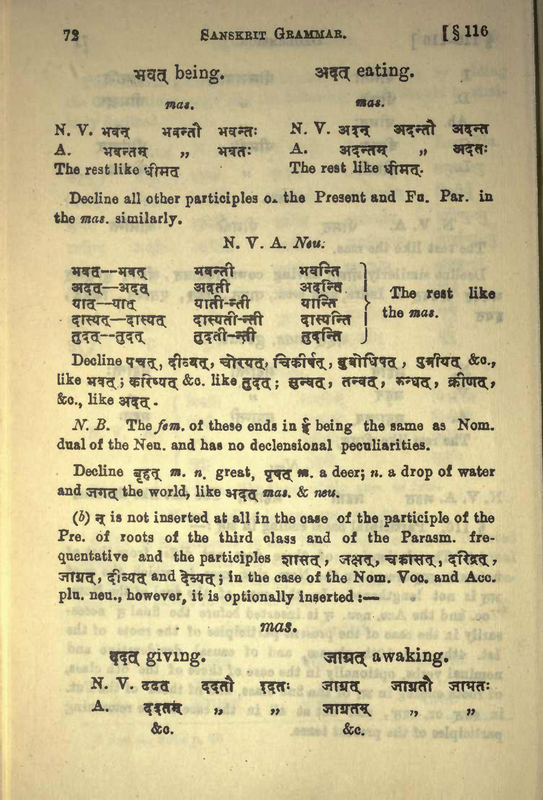 72 SANSKRIT GRAMMAR. [ § 116
भवत् being. अदत् eating.
mas. mas.
N. V. भवन् भवन्तौ भवन्तः N. V. अदन् अदन्तौ अदन्त
A. भवन्तम् „ भवतः A. अदन्तम् „ अदतः
The rest like धीमत् The rest like धीमत्.
Decline all other participles o. the Present and Fu. Par. in
the mas. similarly.
N. V. A. Neu.
भवत्--भवत् भवन्ती भवन्ति
अदत्—अदत् अदती अदन्ति
यात्—यात् याती-न्ती यान्ति
दास्यत्—दास्यत् दास्यती-न्ती दास्यन्ति
तुदत्--तुदत् तुदती-न्ती तुदन्ति
The rest like
the mas.
Decline पचत्, दीव्यत्, चोरयत्, चिकीर्षत्, बुबोधिषत्, पुत्रीयत् &c.,
like भवत्; करिष्यत् &c. like तुदत्; सुन्वत्, तन्वत्, रुन्धत्, क्रीणत्,
&c., like अदत्.
N. B. The fem. of these ends in ई being the same as Nom.
dual of the Neu. and has no declensional peculiarities.
Decline बृहत् m. n. great, पृषत् m. a deer; n. a drop of water
and जगत् the world, like अदत् mas. & neu.
(b) न् is not inserted at all in the case of the participle of the
Pre. of roots of the third class and of the Parasm. fre-
quentative and the participles शासत्, जक्षत्, चकासत्, दरिद्रत्,
जाग्रत्, दीध्यत् and देव्यत्; in the case of the Nom. Voc. and Acc.
plu. neu., however, it is optionally inserted :—
mas.
ददत् giving. जाग्रत् awaking.
N. V. ददत् ददतौ ददतः जाग्रत् जाग्रतौ जाग्रतः
A. ददतम् „ „ जाग्रतम् „ „
&c. &c.